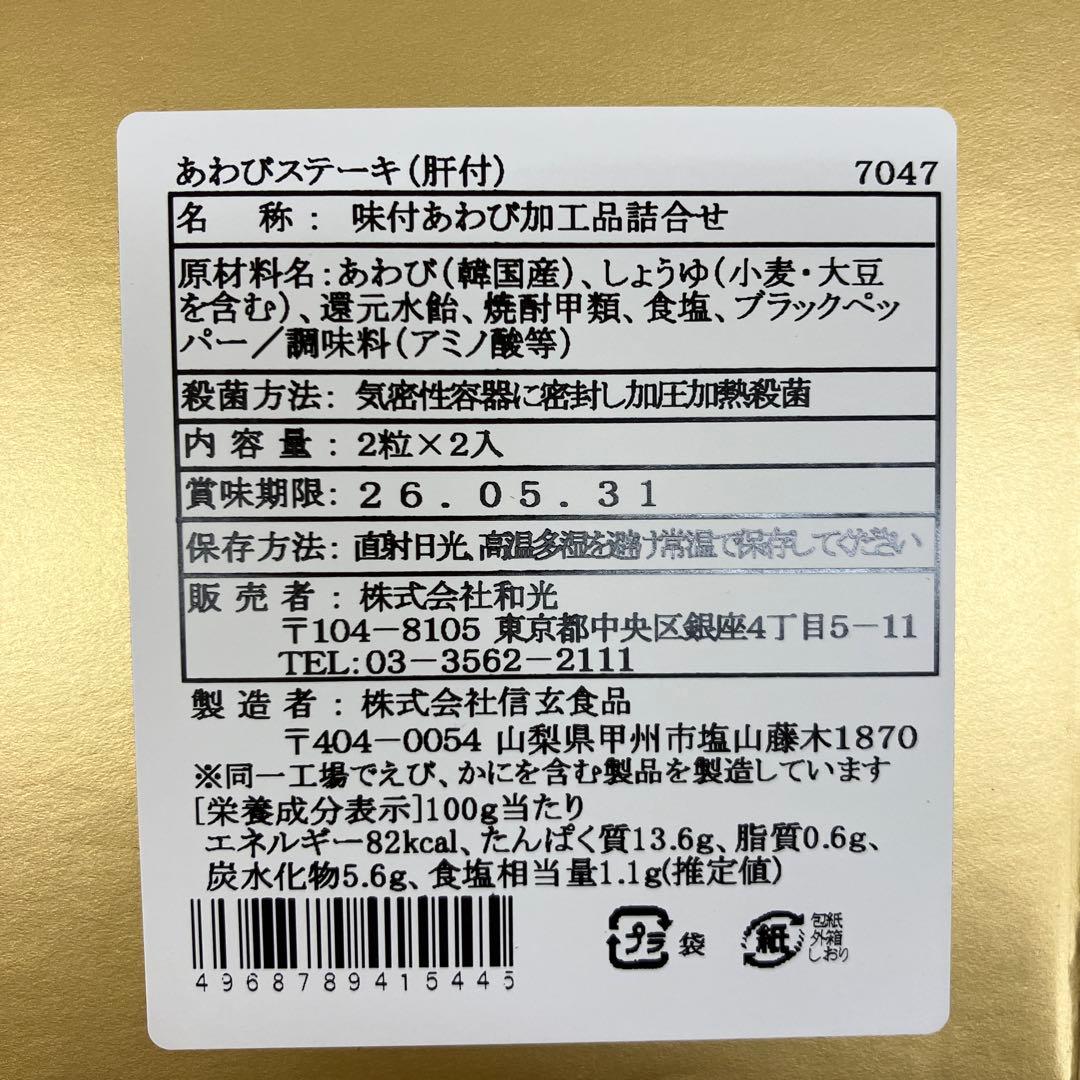 あわびステーキ(肝付) 7047
名 称: 味付あわび加工品詰合せ
原材料名:あわび(韓国産)、しょうゆ(小麦・大豆
を含む)、還元水飴、焼酎甲類、食塩、ブラックペッ
パー/調味料(アミノ酸等)
殺菌方法: 気密性容器に密封し加圧加熱殺菌
内容量: 2粒×2入
賞味期限: 26.05.31
保存方法: 直射日光、高温多湿を避け常温で保存してください
販売者: 株式会社和光
〒104-8105 東京都中央区銀座4丁目5-11
TEL:03-3562-2111
製造者: 株式会社信玄食品
〒404-0054 山梨県甲州市塩山藤木1870
※同一工場でえび、かにを含む製品を製造しています
[栄養成分表示]100g当たり
エネルギー82kcal、たんぱく質13.6g、脂質0.6g、
炭水化物5.6g、食塩相当量1.1g(推定値)
4968789415445
プラ 袋
紙 包紙
外箱
しおり